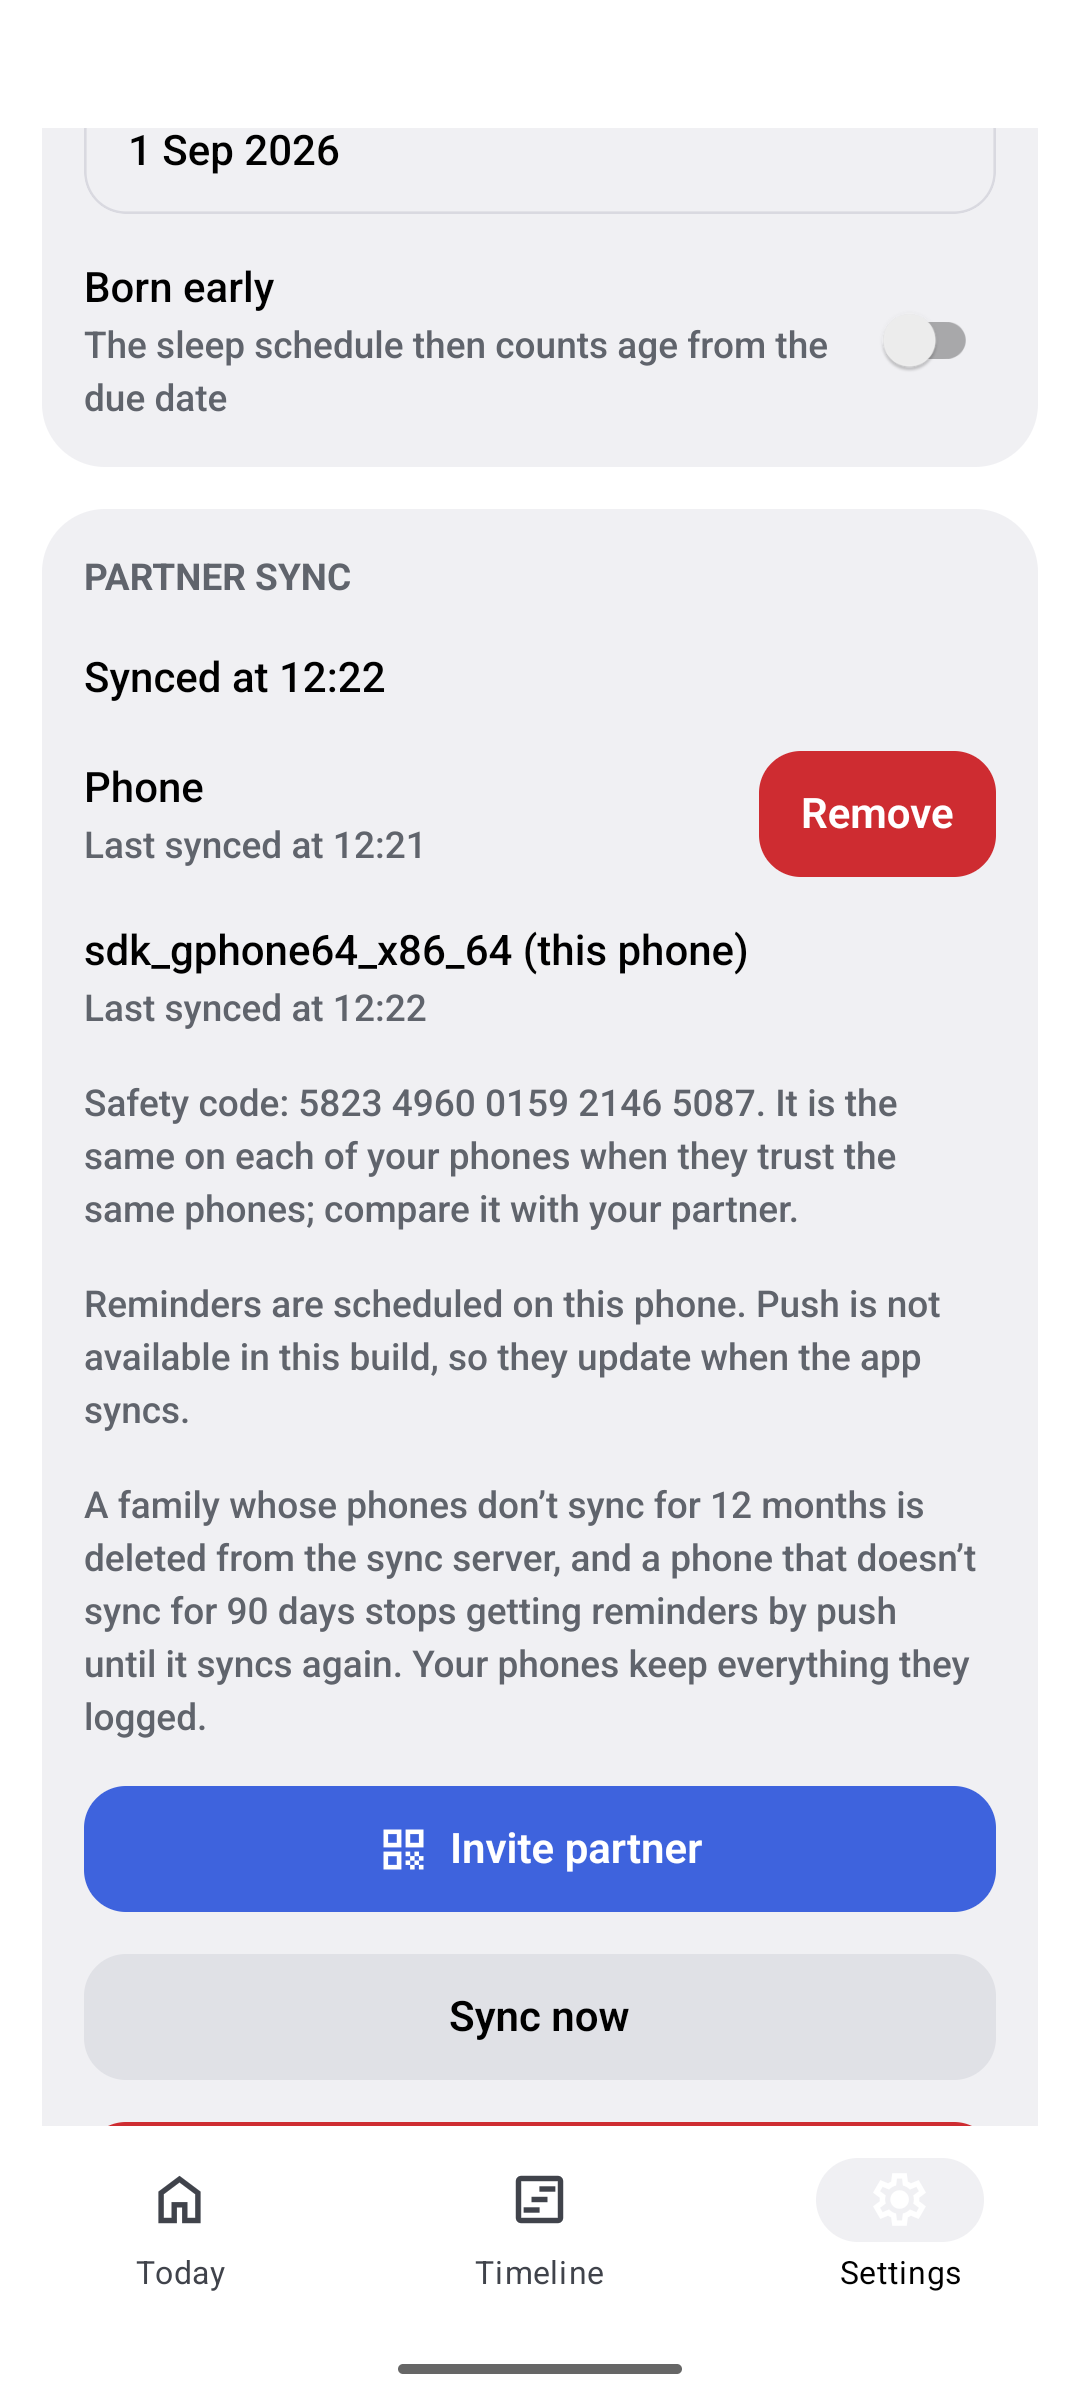 1 Sep 2026
Born early
The sleep schedule then counts age from the
due date
PARTNER SYNC
Synced at 12:22
Phone
Last synced at 12:21
Remove
sdk_gphone64_x86_64 (this phone)
Last synced at 12:22
Safety code: 5823 4960 0159 2146 5087. It is the
same on each of your phones when they trust the
same phones; compare it with your partner.
Reminders are scheduled on this phone. Push is not
available in this build, so they update when the app
syncs.
A family whose phones don’t sync for 12 months is
deleted from the sync server, and a phone that doesn’t
sync for 90 days stops getting reminders by push
until it syncs again. Your phones keep everything they
logged.
Invite partner
Sync now
Today
Timeline
Settings